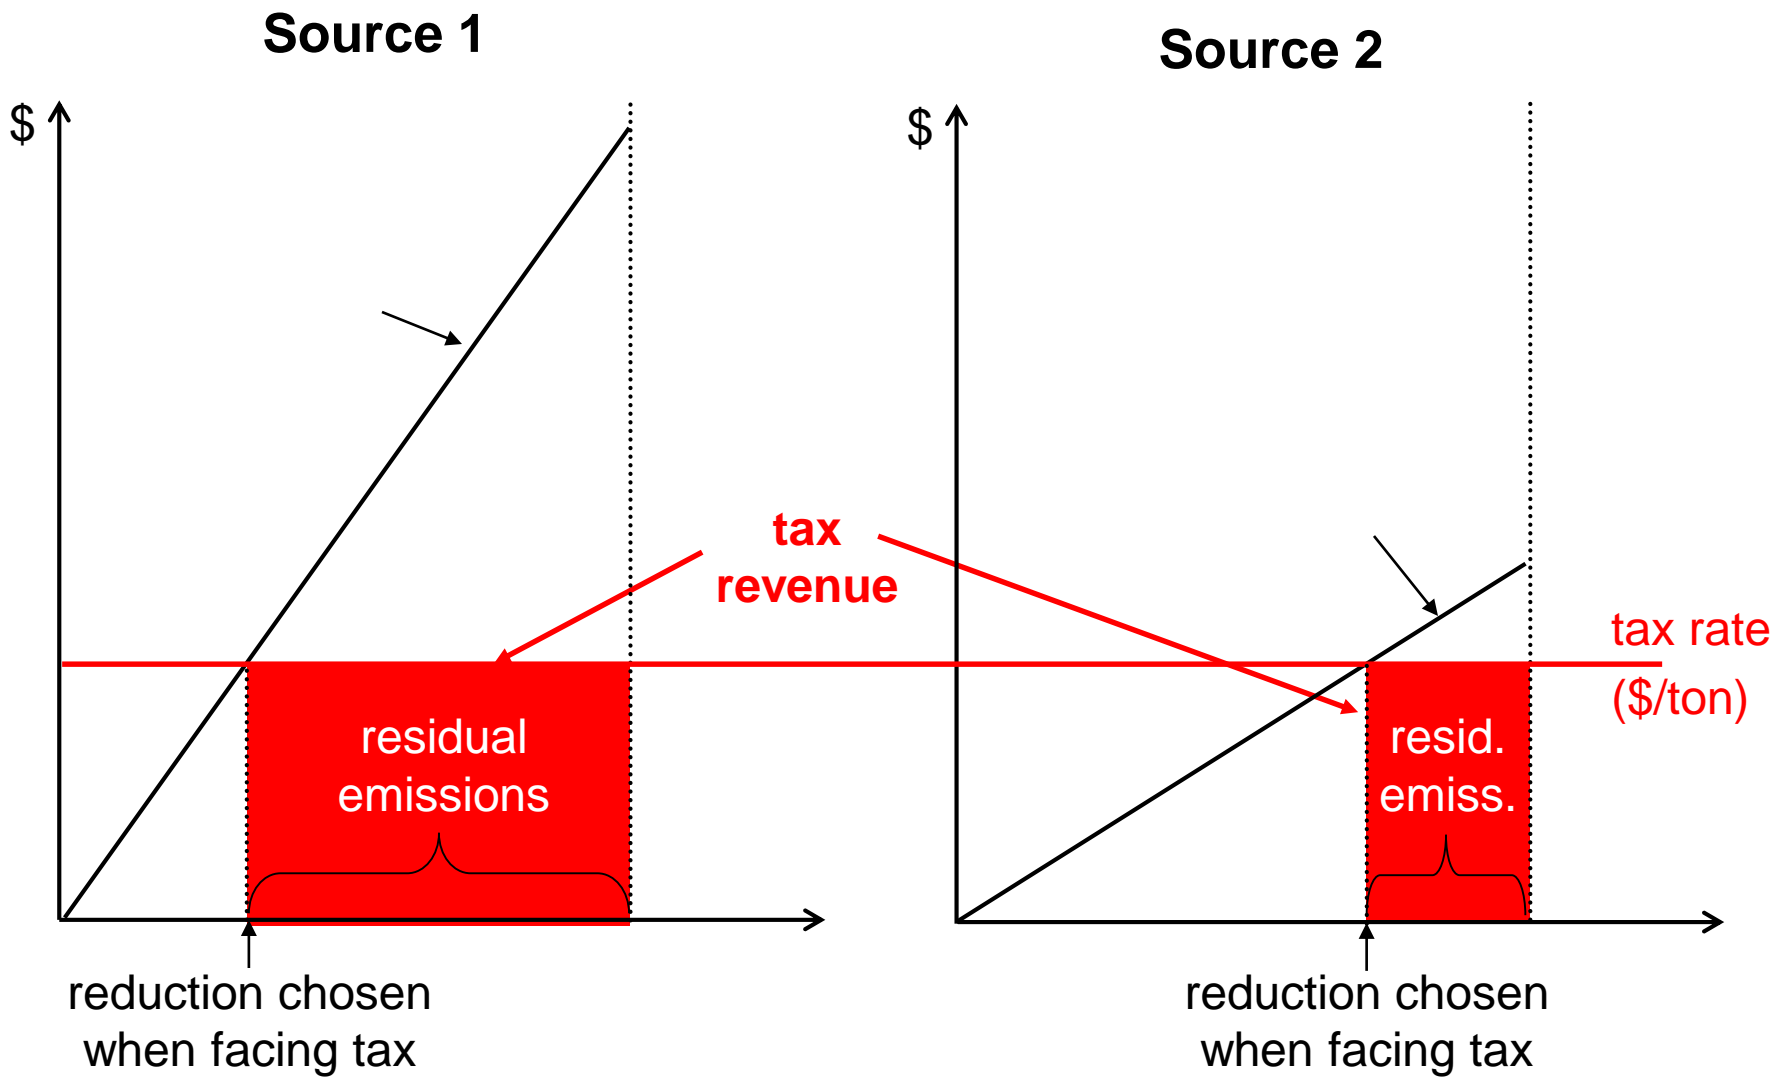 Source 1
Source 2
$
$
tax
revenue
tax rate
($/ton)
residual
emissions
resid.
emiss.
reduction chosen
when facing tax
reduction chosen
when facing tax